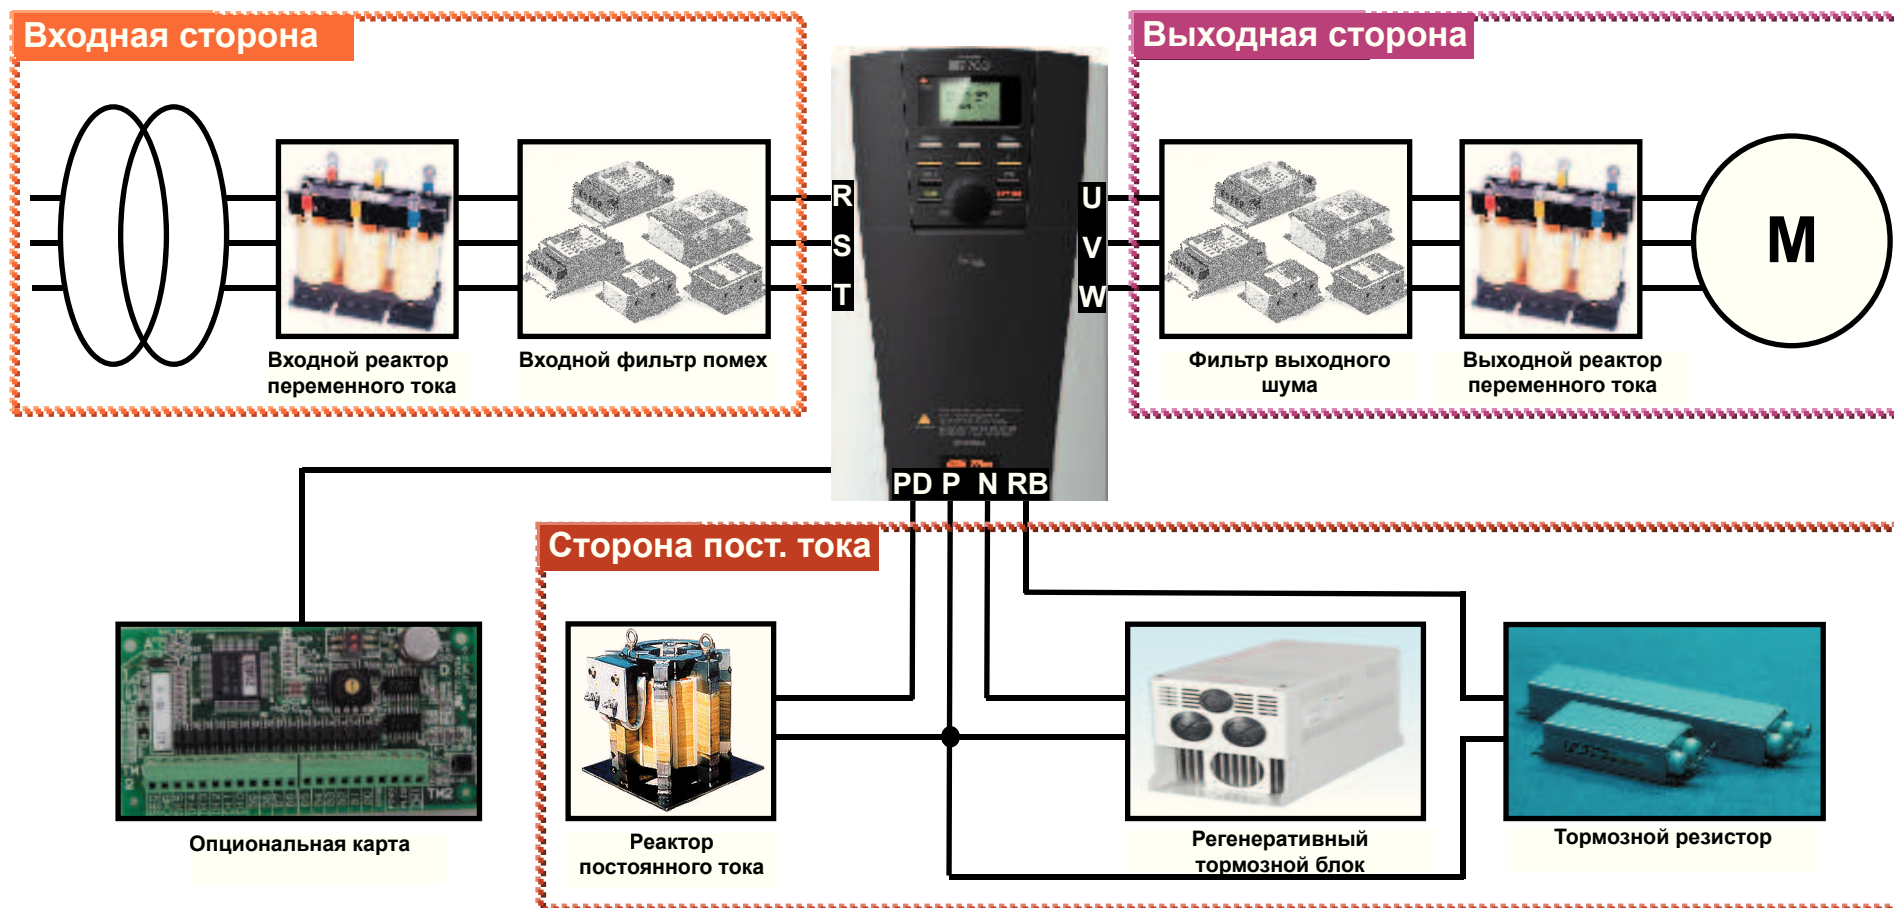 Входная сторона
Выходная сторона
R
S
T
U
V
W
M
Входной реактор
переменного тока
Входной фильтр помех
Фильтр выходного
шума
Выходной реактор
переменного тока
PD P N RB
Сторона пост. тока
TM2
Опциональная карта
Реактор
постоянного тока
Регенеративный
тормозной блок
Тормозной резистор